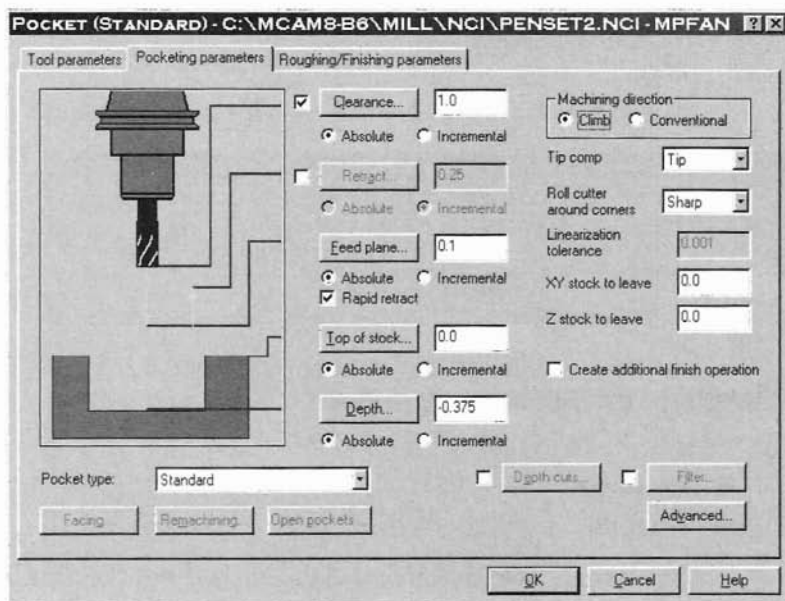 POCKET (STANDARD) - C:\MCAM8-B6\MILL\NCI\PENSET2.NCI - MPFAN
Tool parameters Pocketing parameters Roughing/Finishing parameters
Clearance... 1.0
Absolute Incremental
Retract... 0.25
Absolute Incremental
Feed plane... 0.1
Absolute Incremental
Rapid retract
Top of stock... 0.0
Absolute Incremental
Depth... -0.375
Absolute Incremental
Machining direction
Climb Conventional
Tip comp Tip
Roll cutter around corners Sharp
Linearization tolerance 0.001
XY stock to leave 0.0
Z stock to leave 0.0
Create additional finish operation
Pocket type: Standard
Depth cuts... Filter...
Facing... Remachining... Open pockets... Advanced...
OK Cancel Help